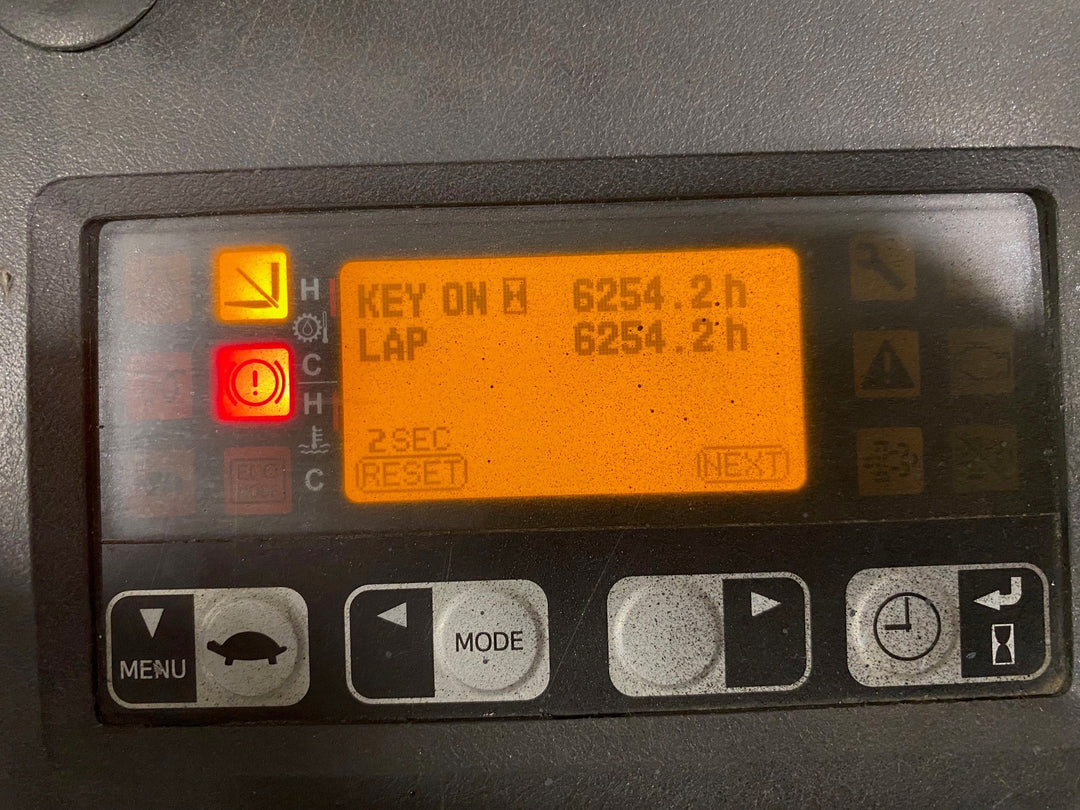 H
C
H
C
KEY ON 6254.2h
LAP 6254.2h
2SEC
RESET NEXT
MENU
MODE